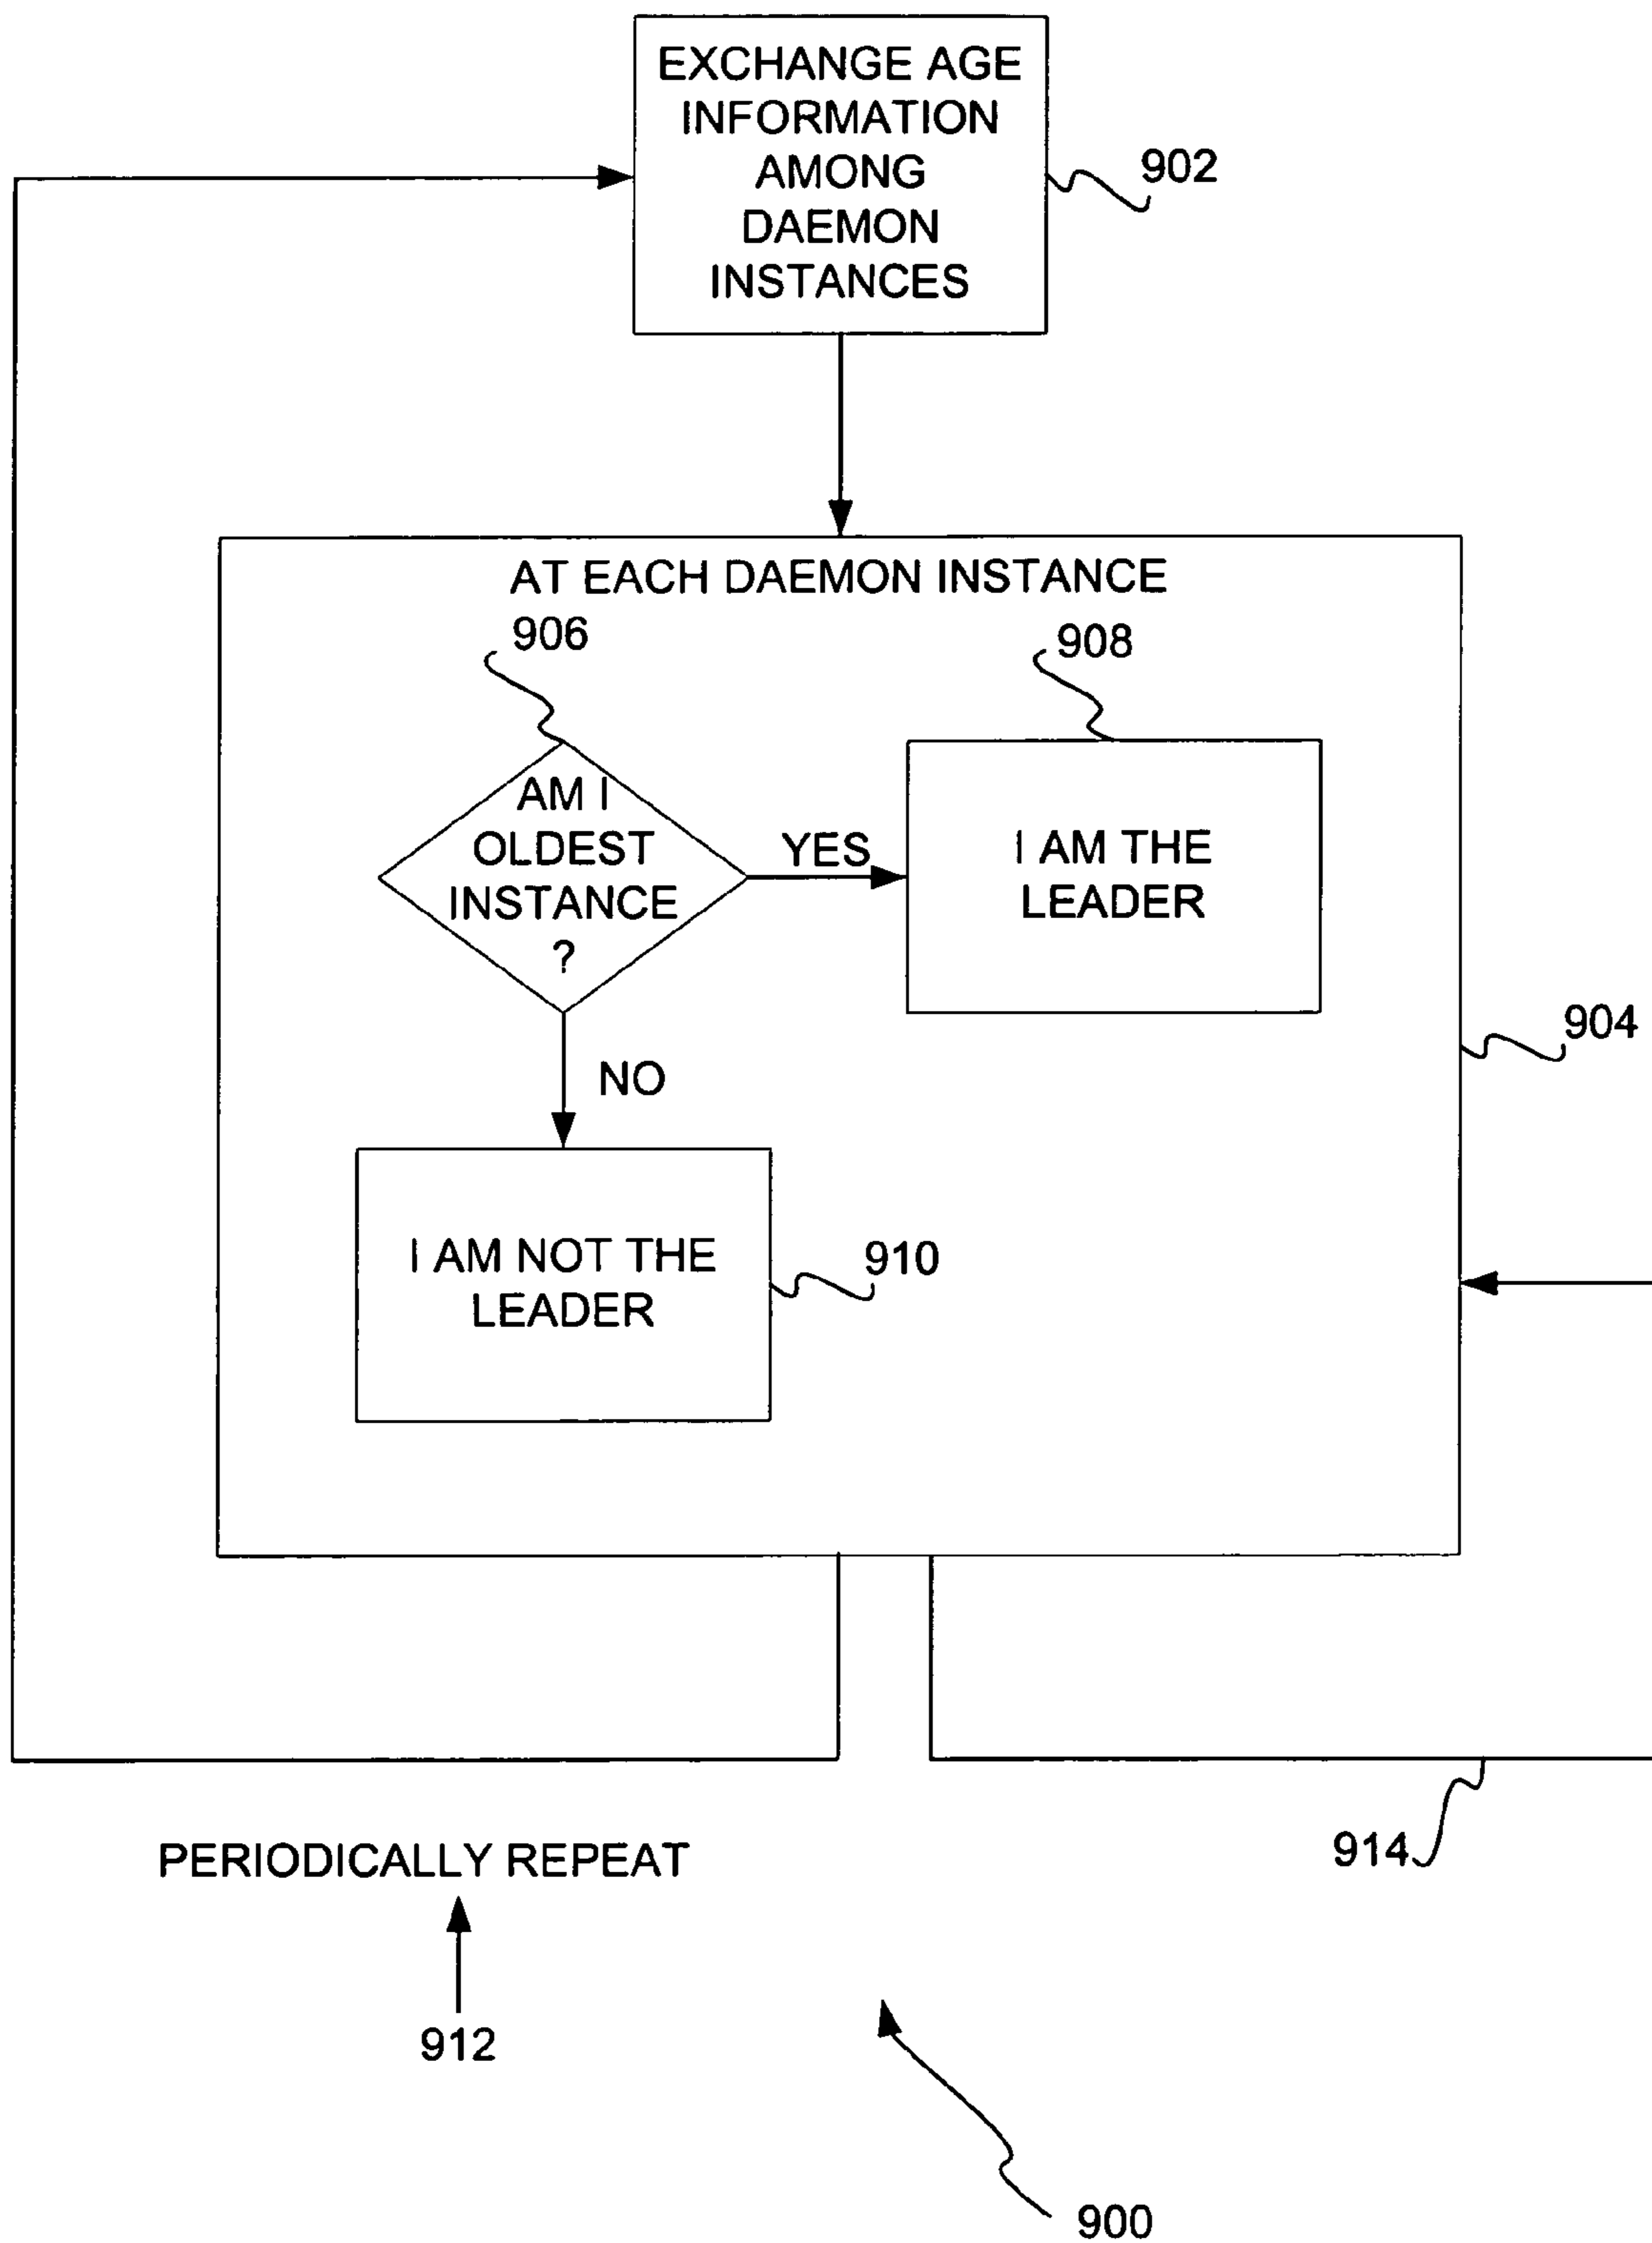 EXCHANGE AGE
INFORMATION
AMONG
DAEMON
INSTANCES
902
AT EACH DAEMON INSTANCE
906
908
AM I
OLDEST
INSTANCE
?
YES
I AM THE
LEADER
904
NO
I AM NOT THE
LEADER
910
PERIODICALLY REPEAT
914
912
900